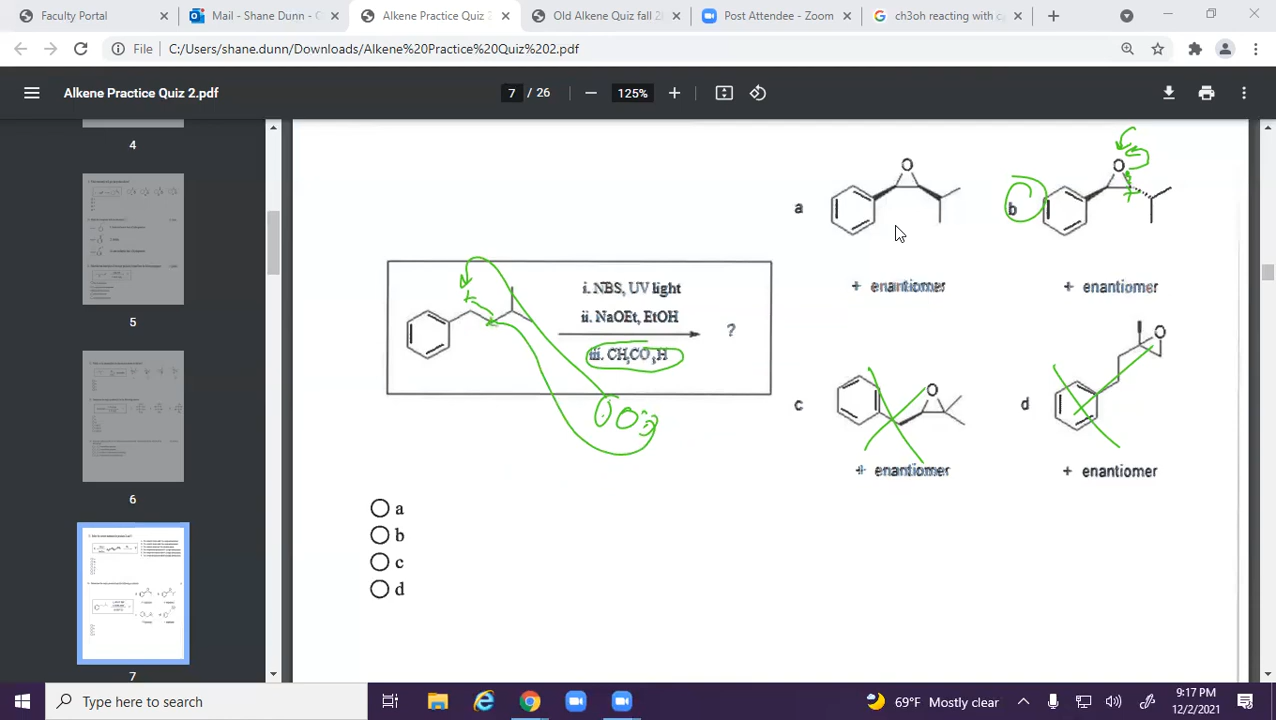 Faculty Portal
Mail - Shane Dunn - C
Alkene Practice Quiz 2
Old Alkene Quiz fall 2
Post Attendee - Zoom
ch3oh reacting with c
File
C:/Users/shane.dunn/Downloads/Alkene%20Practice%20Quiz%202.pdf
Alkene Practice Quiz 2.pdf
7 / 26
125%
4
5
6
7
a
+ enantiomer
b
+ enantiomer
i. NBS, UV light
ii. NaOEt, EtOH
iii. CH₃CO₃H
?
c
+ enantiomer
d
+ enantiomer
O
O
O
O
a
b
c
d
Type here to search
69°F Mostly clear
9:17 PM
12/2/2021